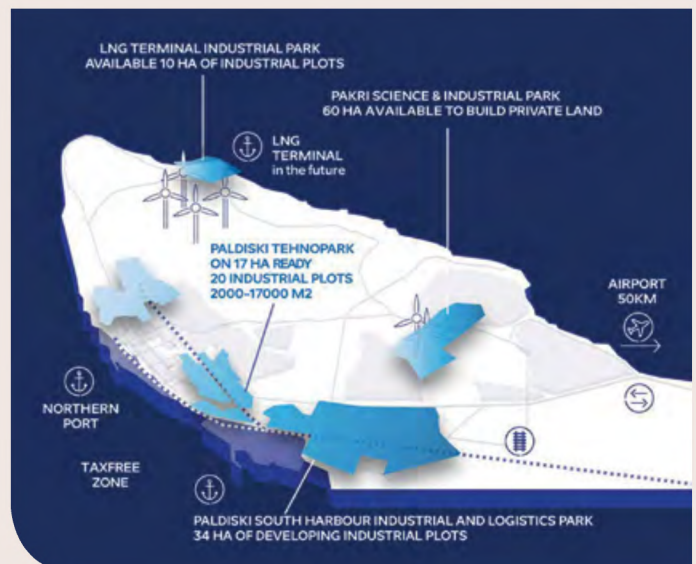 LNG TERMINAL INDUSTRIAL PARK
AVAILABLE 10 HA OF INDUSTRIAL PLOTS
PAKRI SCIENCE & INDUSTRIAL PARK
60 HA AVAILABLE TO BUILD PRIVATE LAND
LNG
TERMINAL
in the future
PALDISKI TEHNOPARK
ON 17 HA READY
20 INDUSTRIAL PLOTS
2000-17000 M2
AIRPORT
50KM
NORTHERN
PORT
TAXFREE
ZONE
PALDISKI SOUTH HARBOUR INDUSTRIAL AND LOGISTICS PARK
34 HA OF DEVELOPING INDUSTRIAL PLOTS